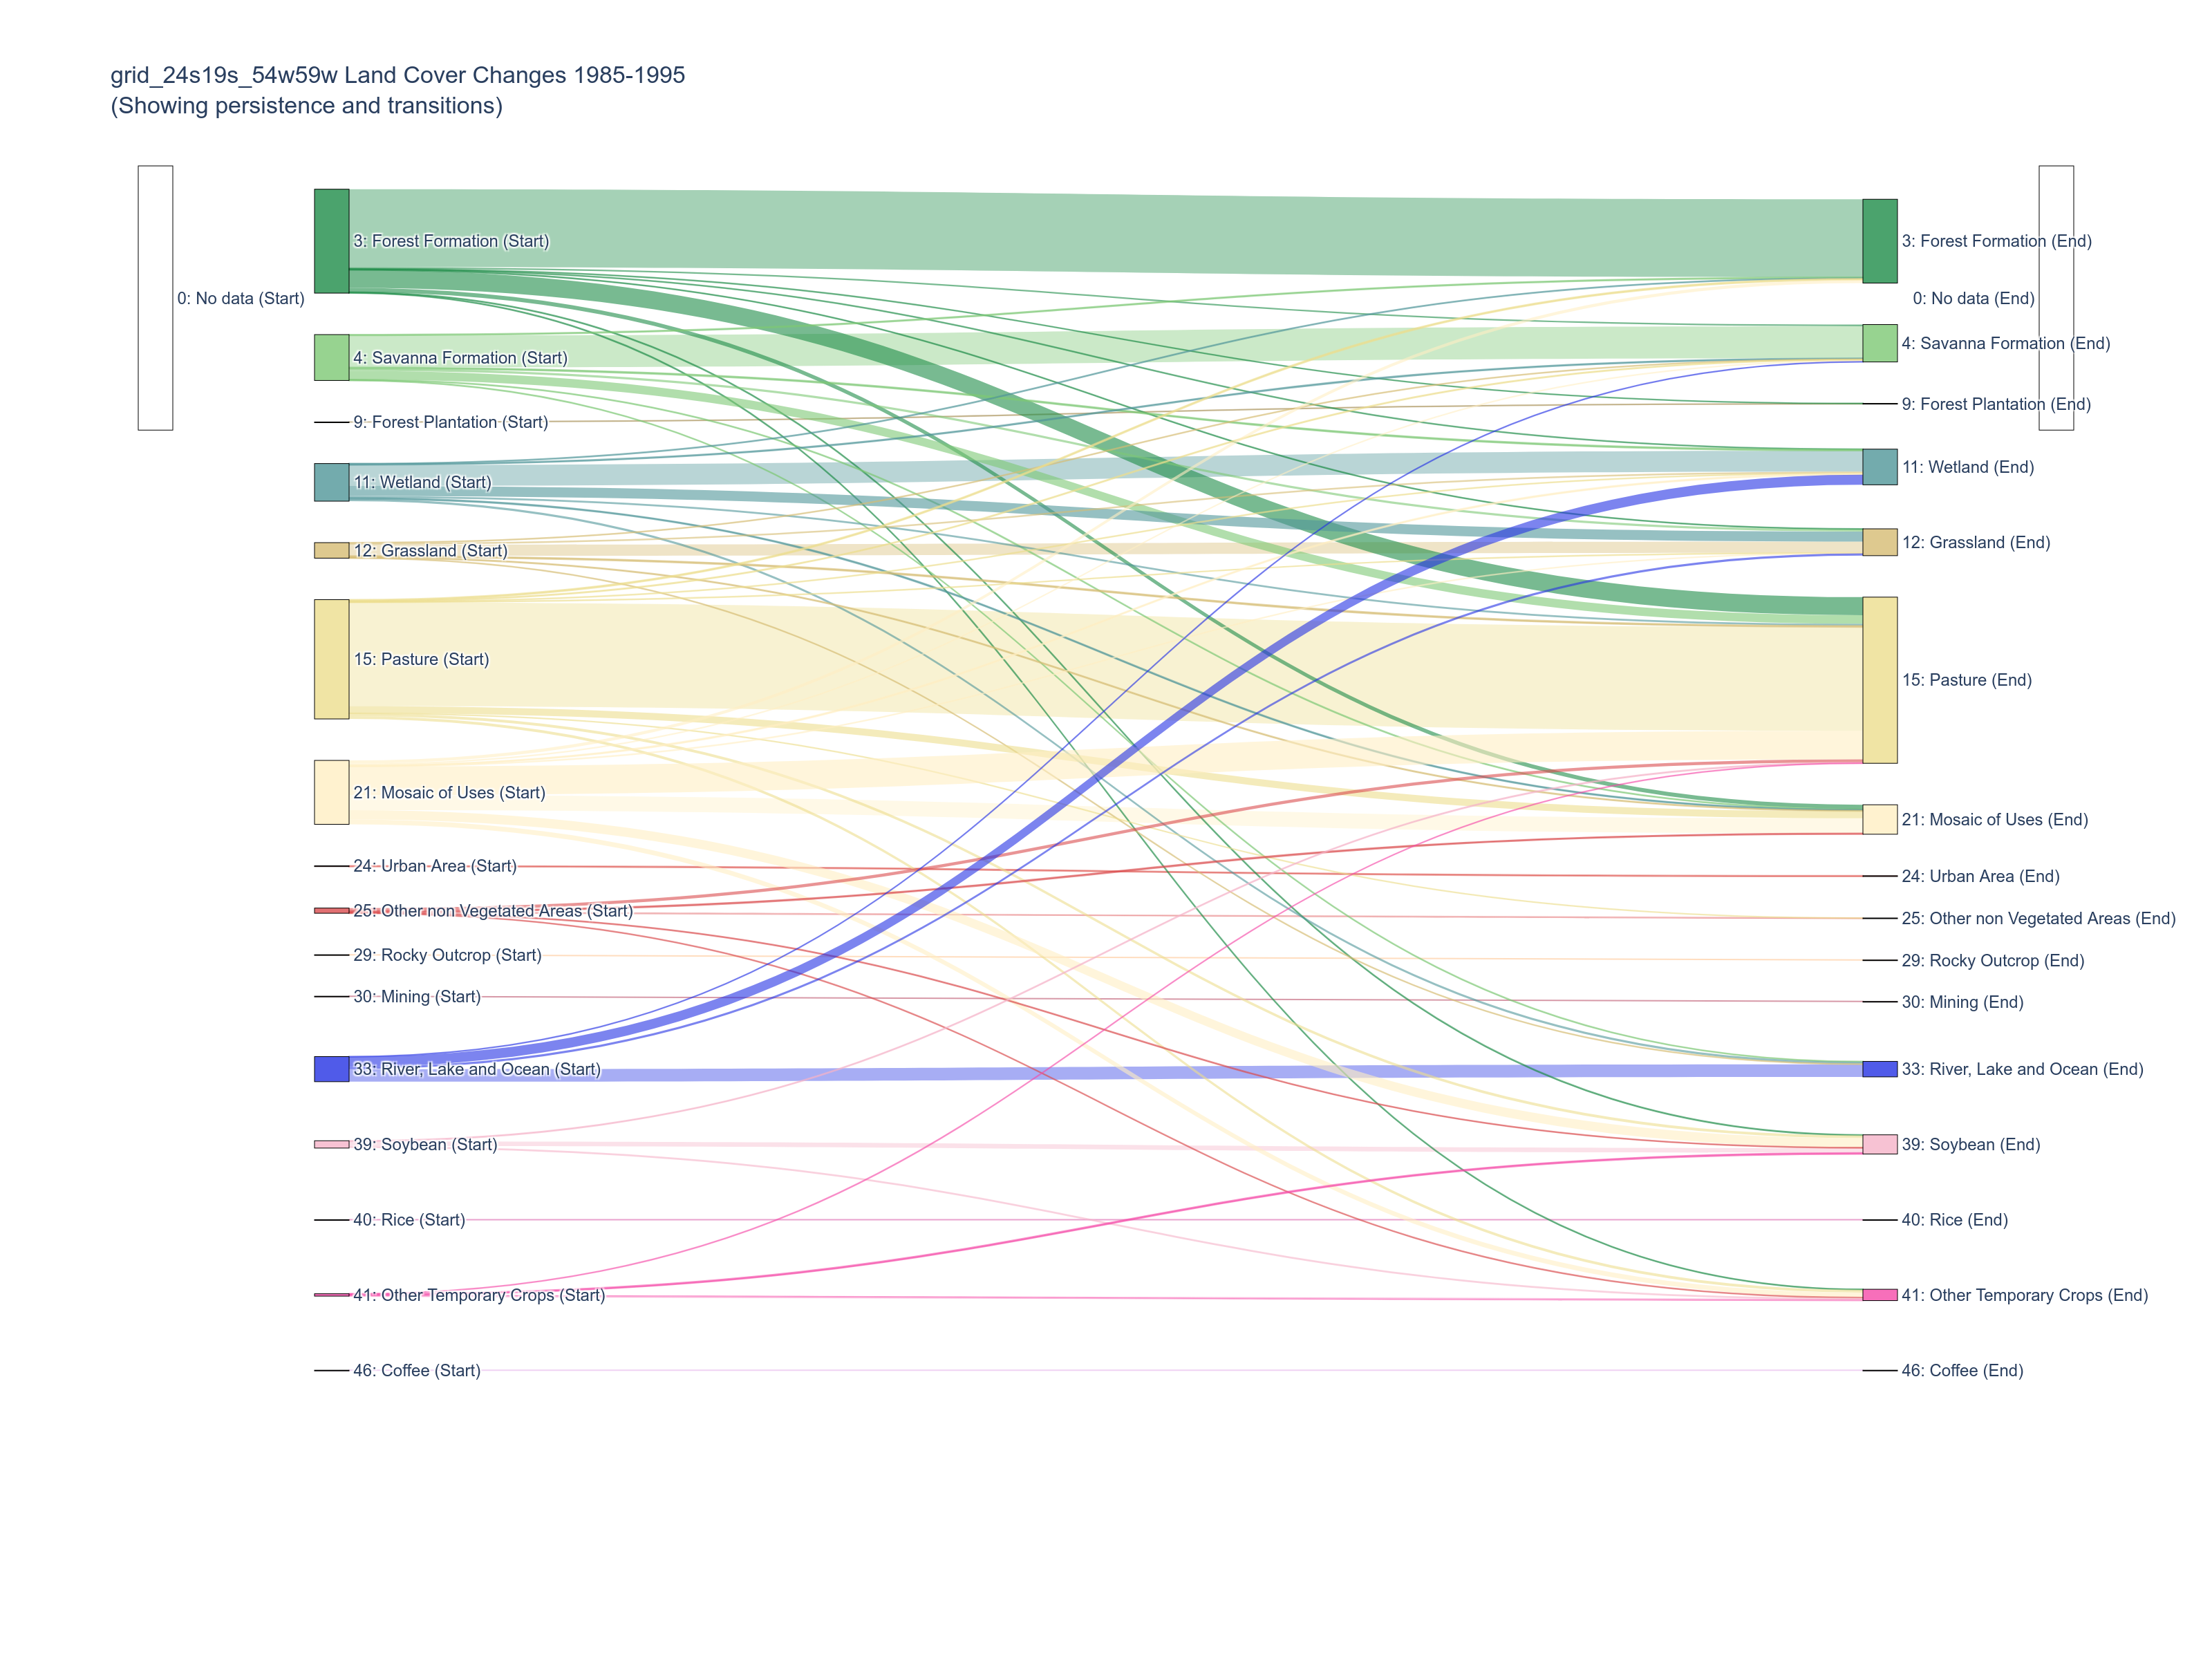 grid_24s19s_54w59w Land Cover Changes 1985-1995
(Showing persistence and transitions)
0: No data (Start)
3: Forest Formation (Start)
4: Savanna Formation (Start)
9: Forest Plantation (Start)
11: Wetland (Start)
12: Grassland (Start)
15: Pasture (Start)
21: Mosaic of Uses (Start)
24: Urban Area (Start)
25: Other non Vegetated Areas (Start)
29: Rocky Outcrop (Start)
30: Mining (Start)
33: River, Lake and Ocean (Start)
39: Soybean (Start)
40: Rice (Start)
41: Other Temporary Crops (Start)
46: Coffee (Start)
3: Forest Formation (End)
0: No data (End)
4: Savanna Formation (End)
9: Forest Plantation (End)
11: Wetland (End)
12: Grassland (End)
15: Pasture (End)
21: Mosaic of Uses (End)
24: Urban Area (End)
25: Other non Vegetated Areas (End)
29: Rocky Outcrop (End)
30: Mining (End)
33: River, Lake and Ocean (End)
39: Soybean (End)
40: Rice (End)
41: Other Temporary Crops (End)
46: Coffee (End)